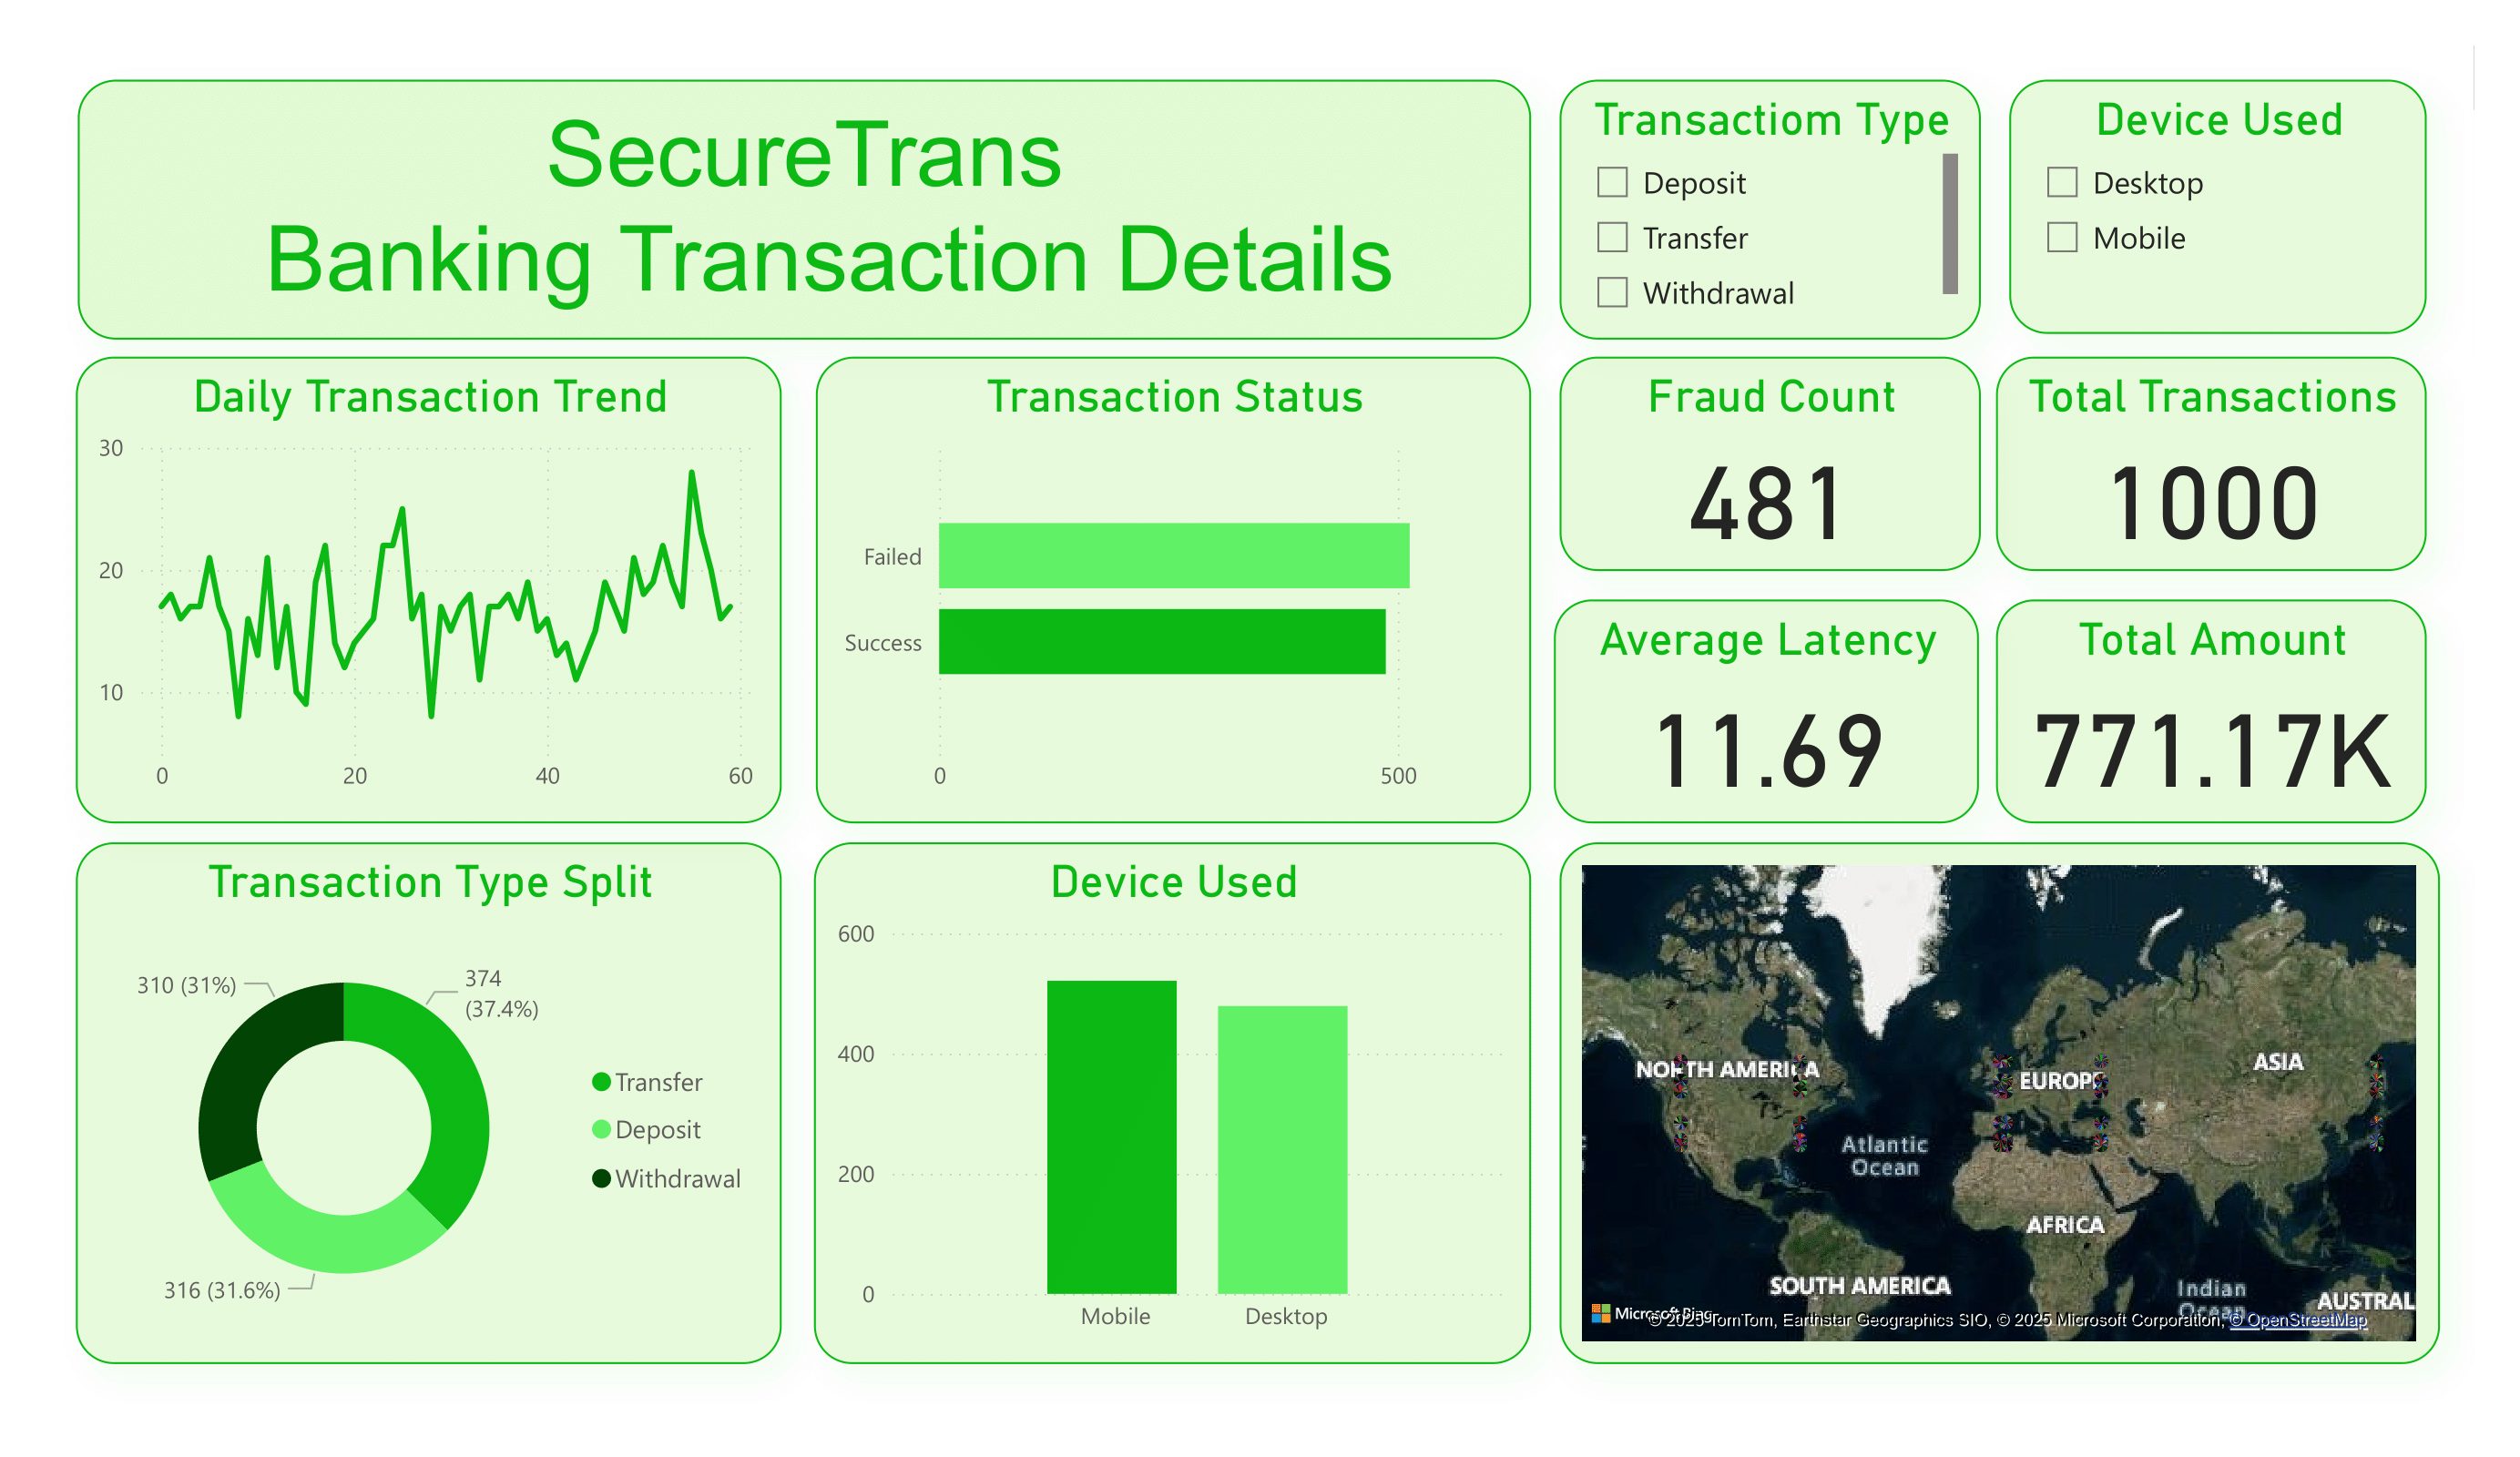 SecureTrans
Banking Transaction Details
Transactiom Type
Deposit
Transfer
Withdrawal
Device Used
Desktop
Mobile
Daily Transaction Trend
30
20
10
0 20 40 60
Transaction Status
Failed
Success
0 500
Fraud Count
481
Total Transactions
1000
Average Latency
11.69
Total Amount
771.17K
Transaction Type Split
310 (31%)
374
(37.4%)
316 (31.6%)
Transfer
Deposit
Withdrawal
Device Used
600
400
200
0
Mobile Desktop
NORTH AMERICA
EUROPE
ASIA
Atlantic
Ocean
AFRICA
SOUTH AMERICA
Indian
Ocean
AUSTRAL
Microsoft Bing
© 2025 TomTom, Earthstar Geographics SIO, © 2025 Microsoft Corporation, © OpenStreetMap